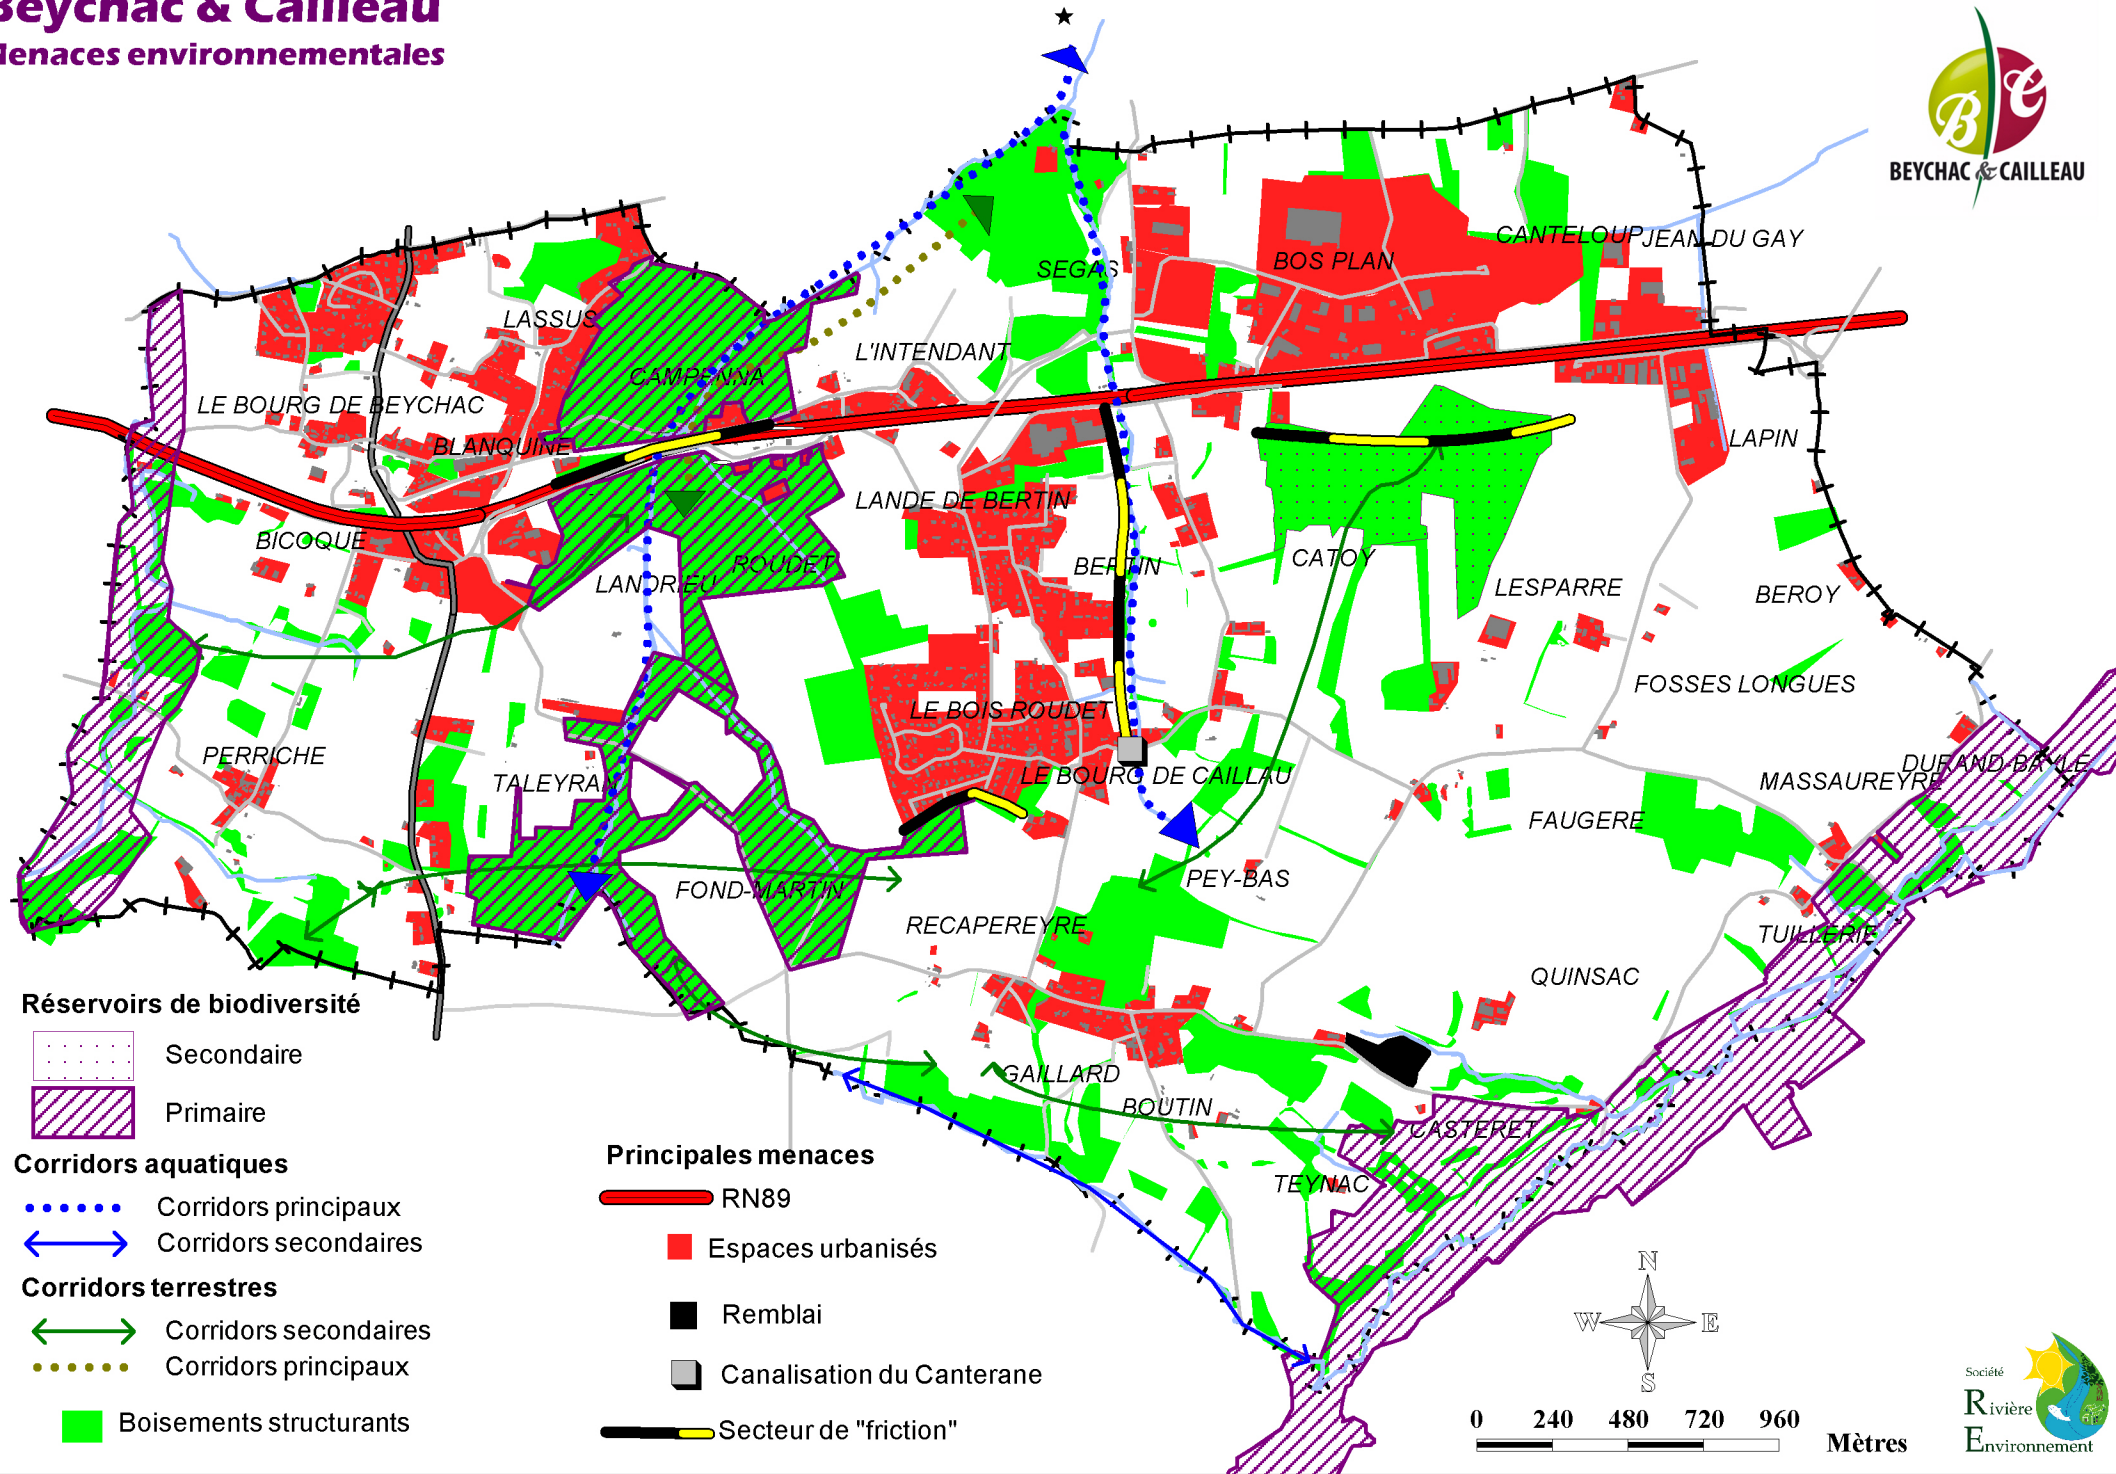 Beychac & Cailleau
Menaces environnementales
B C
BEYCHAC & CAILLEAU
CANTELOUP
JEAN DU GAY
BOS PLAN
SEGAS
LASSUS
L'INTENDANT
CAMPENNA
LE BOURG DE BEYCHAC
BLANQUINE
LAPIN
LANDE DE BERTIN
BICOQUE
ROUDET
LANDRIEU
BERTIN
CATOY
LESPARRE
BEROY
FOSSES LONGUES
LE BOIS ROUDET
PERRICHE
TALEYRAN
LE BOURG DE CAILLAU
DURAND-BAYLE
MASSAUREYRE
FAUGERE
PEY-BAS
FOND-MARTIN
RECAPEREYRE
TUILLERIE
QUINSAC
GAILLARD
BOUTIN
CASTERET
TEYNAC
Réservoirs de biodiversité
Secondaire
Primaire
Corridors aquatiques
Corridors principaux
Corridors secondaires
Corridors terrestres
Corridors secondaires
Corridors principaux
Boisements structurants
Principales menaces
RN89
Espaces urbanisés
Remblai
Canalisation du Canterane
Secteur de "friction"
N
W E
S
0 240 480 720 960
Mètres
Société
Rivière
Environnement